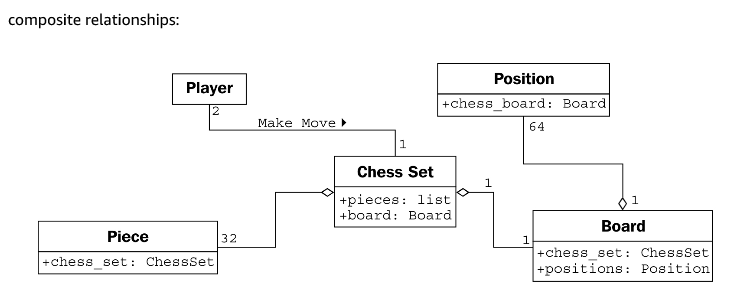 composite relationships:
Player
2
Make Move
1
Position
+chess_board: Board
64
1
Chess Set
+pieces: list
+board: Board
1
1
Piece
+chess_set: ChessSet
32
Board
+chess_set: ChessSet
+positions: Position